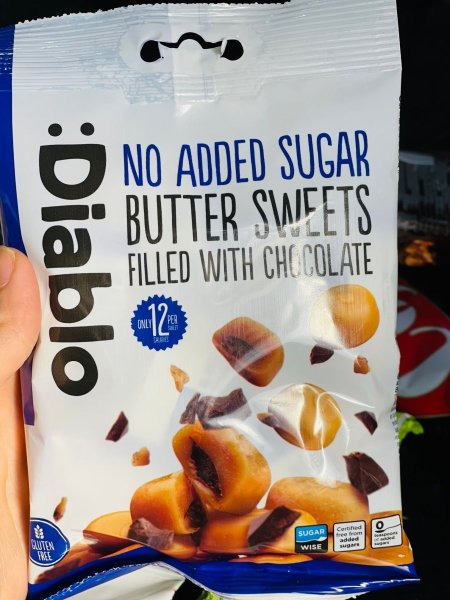 :Diablo
NO ADDED SUGAR
BUTTER SWEETS
FILLED WITH CHOCOLATE
ONLY 12 PER
SWEET
CALORIES
GLUTEN
FREE
SUGAR
WISE
Certified
free from
added
sugars
0
teaspoons
of added
sugars